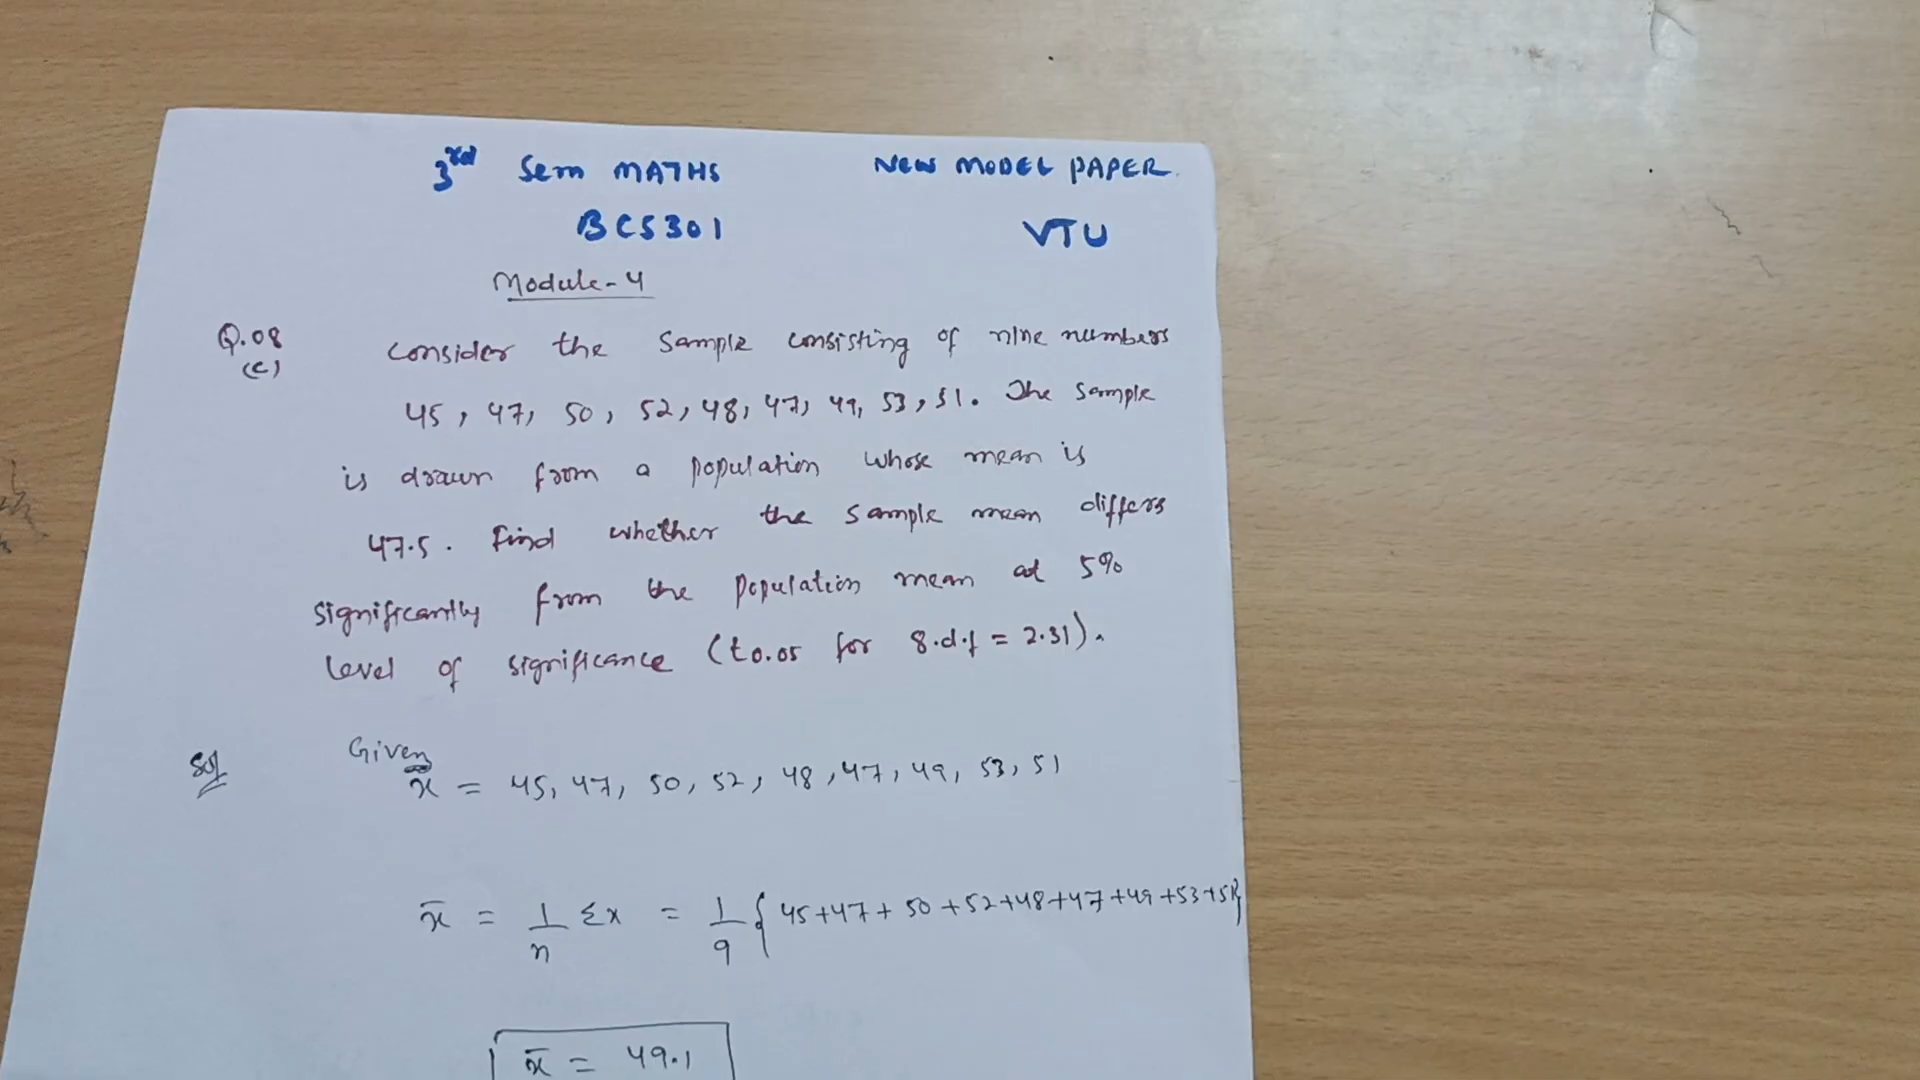 3rd Sem MATHS NEW MODEL PAPER.
BCS301 VTU
Module-4
Q.08 Consider the Sample consisting of nine numbers
(c)
45, 47, 50, 52, 48, 47, 49, 53, 51. The Sample
is drawn from a population whose mean is
47.5. Find whether the sample mean differs
significantly from the population mean at 5%
level of significance (t0.05 for 8.d.f = 2.31).
Sol Given
x = 45, 47, 50, 52, 48, 47, 49, 53, 51
x̄ = 1/n Σx = 1/9 {45+47+50+52+48+47+49+53+51}
x̄ = 49.1